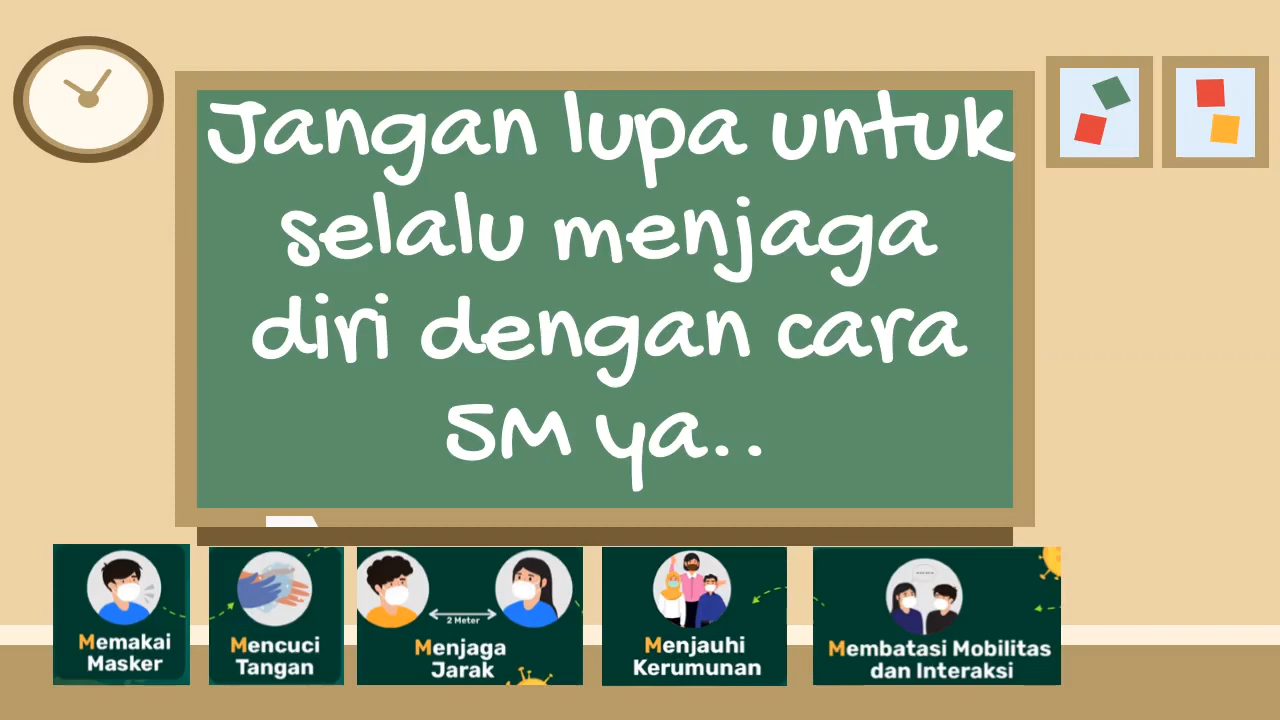 Jangan lupa untuk
selalu menjaga
diri dengan cara
5M ya..
Memakai
Masker
Mencuci
Tangan
2 Meter
Menjaga
Jarak
Menjauhi
Kerumunan
Membatasi Mobilitas
dan Interaksi